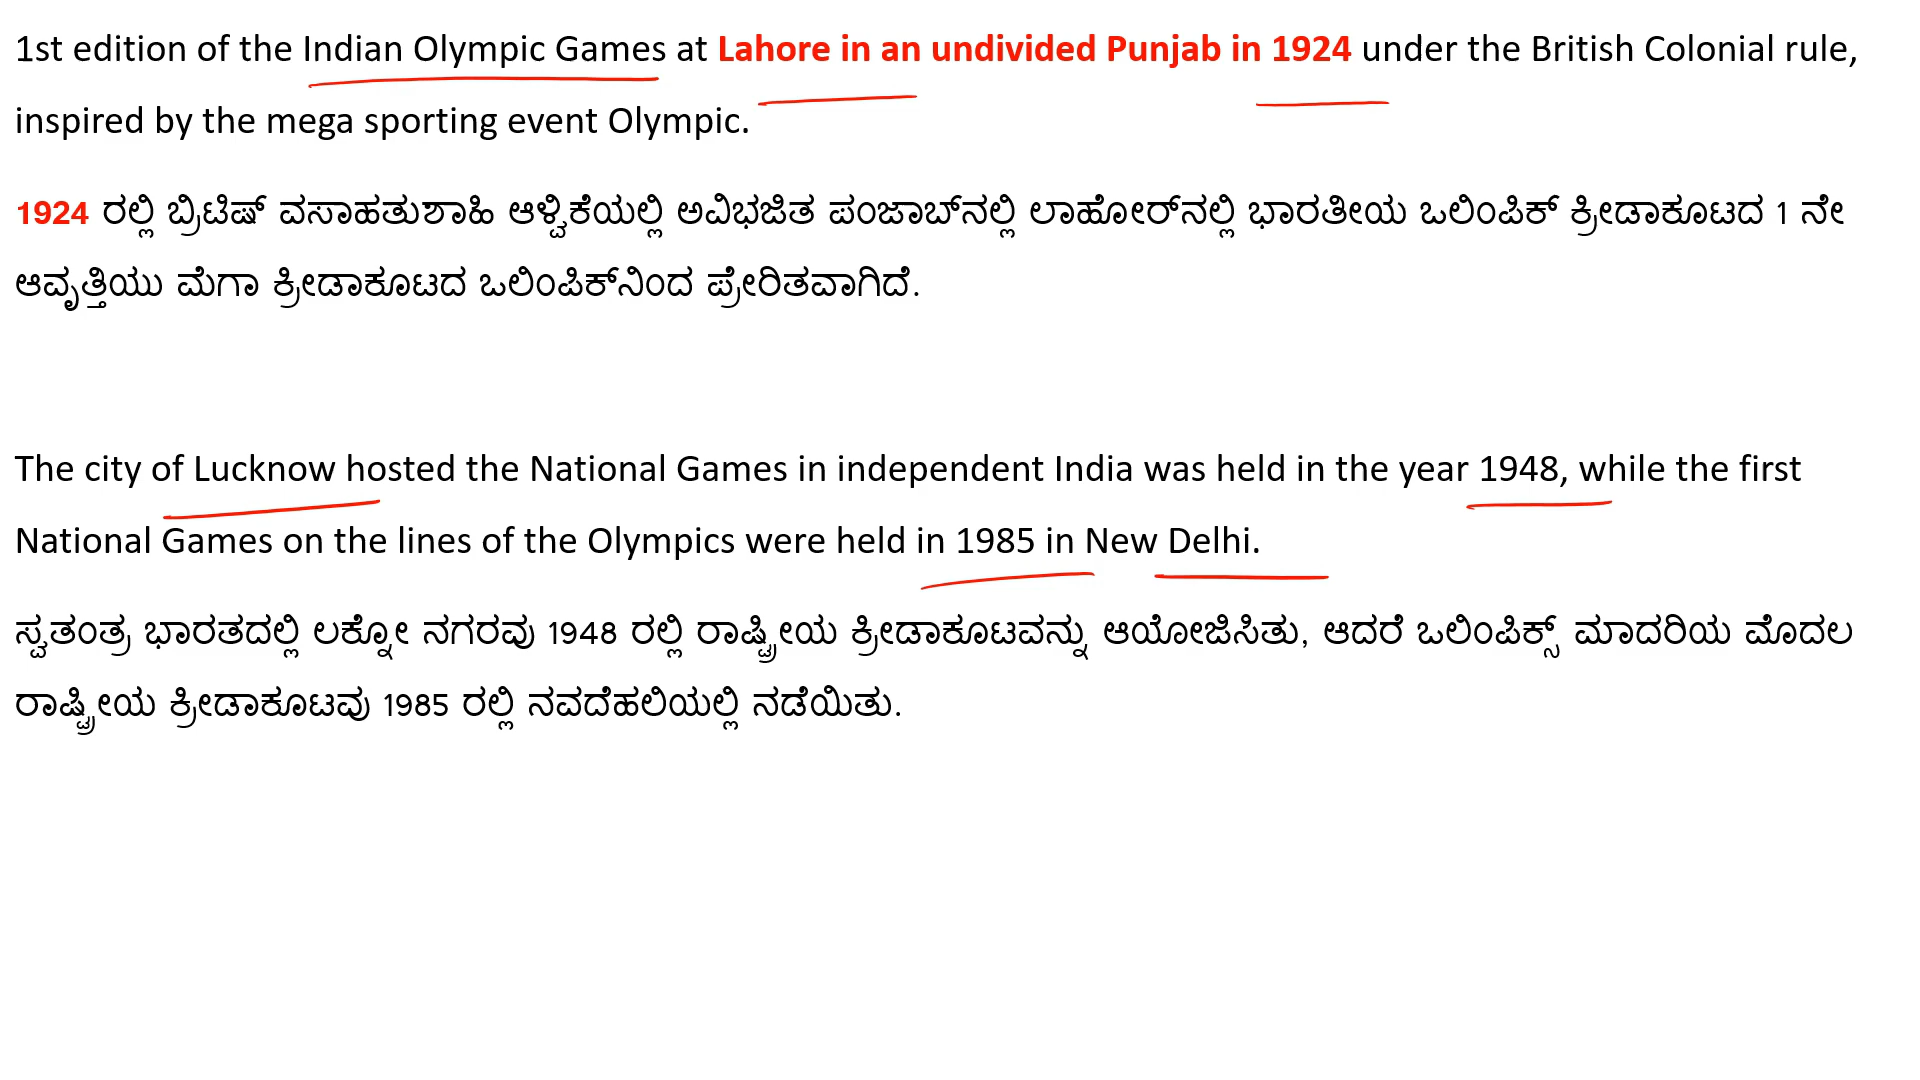 1st edition of the Indian Olympic Games at Lahore in an undivided Punjab in 1924 under the British Colonial rule,
inspired by the mega sporting event Olympic.
1924 ರಲ್ಲಿ ಬ್ರಿಟಿಷ್ ವಸಾಹತುಶಾಹಿ ಆಳ್ವಿಕೆಯಲ್ಲಿ ಅವಿಭಜಿತ ಪಂಜಾಬ್‌ನಲ್ಲಿ ಲಾಹೋರ್‌ನಲ್ಲಿ ಭಾರತೀಯ ಒಲಿಂಪಿಕ್ ಕ್ರೀಡಾಕೂಟದ 1 ನೇ
ಆವೃತ್ತಿಯು ಮೆಗಾ ಕ್ರೀಡಾಕೂಟದ ಒಲಿಂಪಿಕ್‌ನಿಂದ ಪ್ರೇರಿತವಾಗಿದೆ.
The city of Lucknow hosted the National Games in independent India was held in the year 1948, while the first
National Games on the lines of the Olympics were held in 1985 in New Delhi.
ಸ್ವತಂತ್ರ ಭಾರತದಲ್ಲಿ ಲಕ್ನೋ ನಗರವು 1948 ರಲ್ಲಿ ರಾಷ್ಟ್ರೀಯ ಕ್ರೀಡಾಕೂಟವನ್ನು ಆಯೋಜಿಸಿತು, ಆದರೆ ಒಲಿಂಪಿಕ್ಸ್ ಮಾದರಿಯ ಮೊದಲ
ರಾಷ್ಟ್ರೀಯ ಕ್ರೀಡಾಕೂಟವು 1985 ರಲ್ಲಿ ನವದೆಹಲಿಯಲ್ಲಿ ನಡೆಯಿತು.